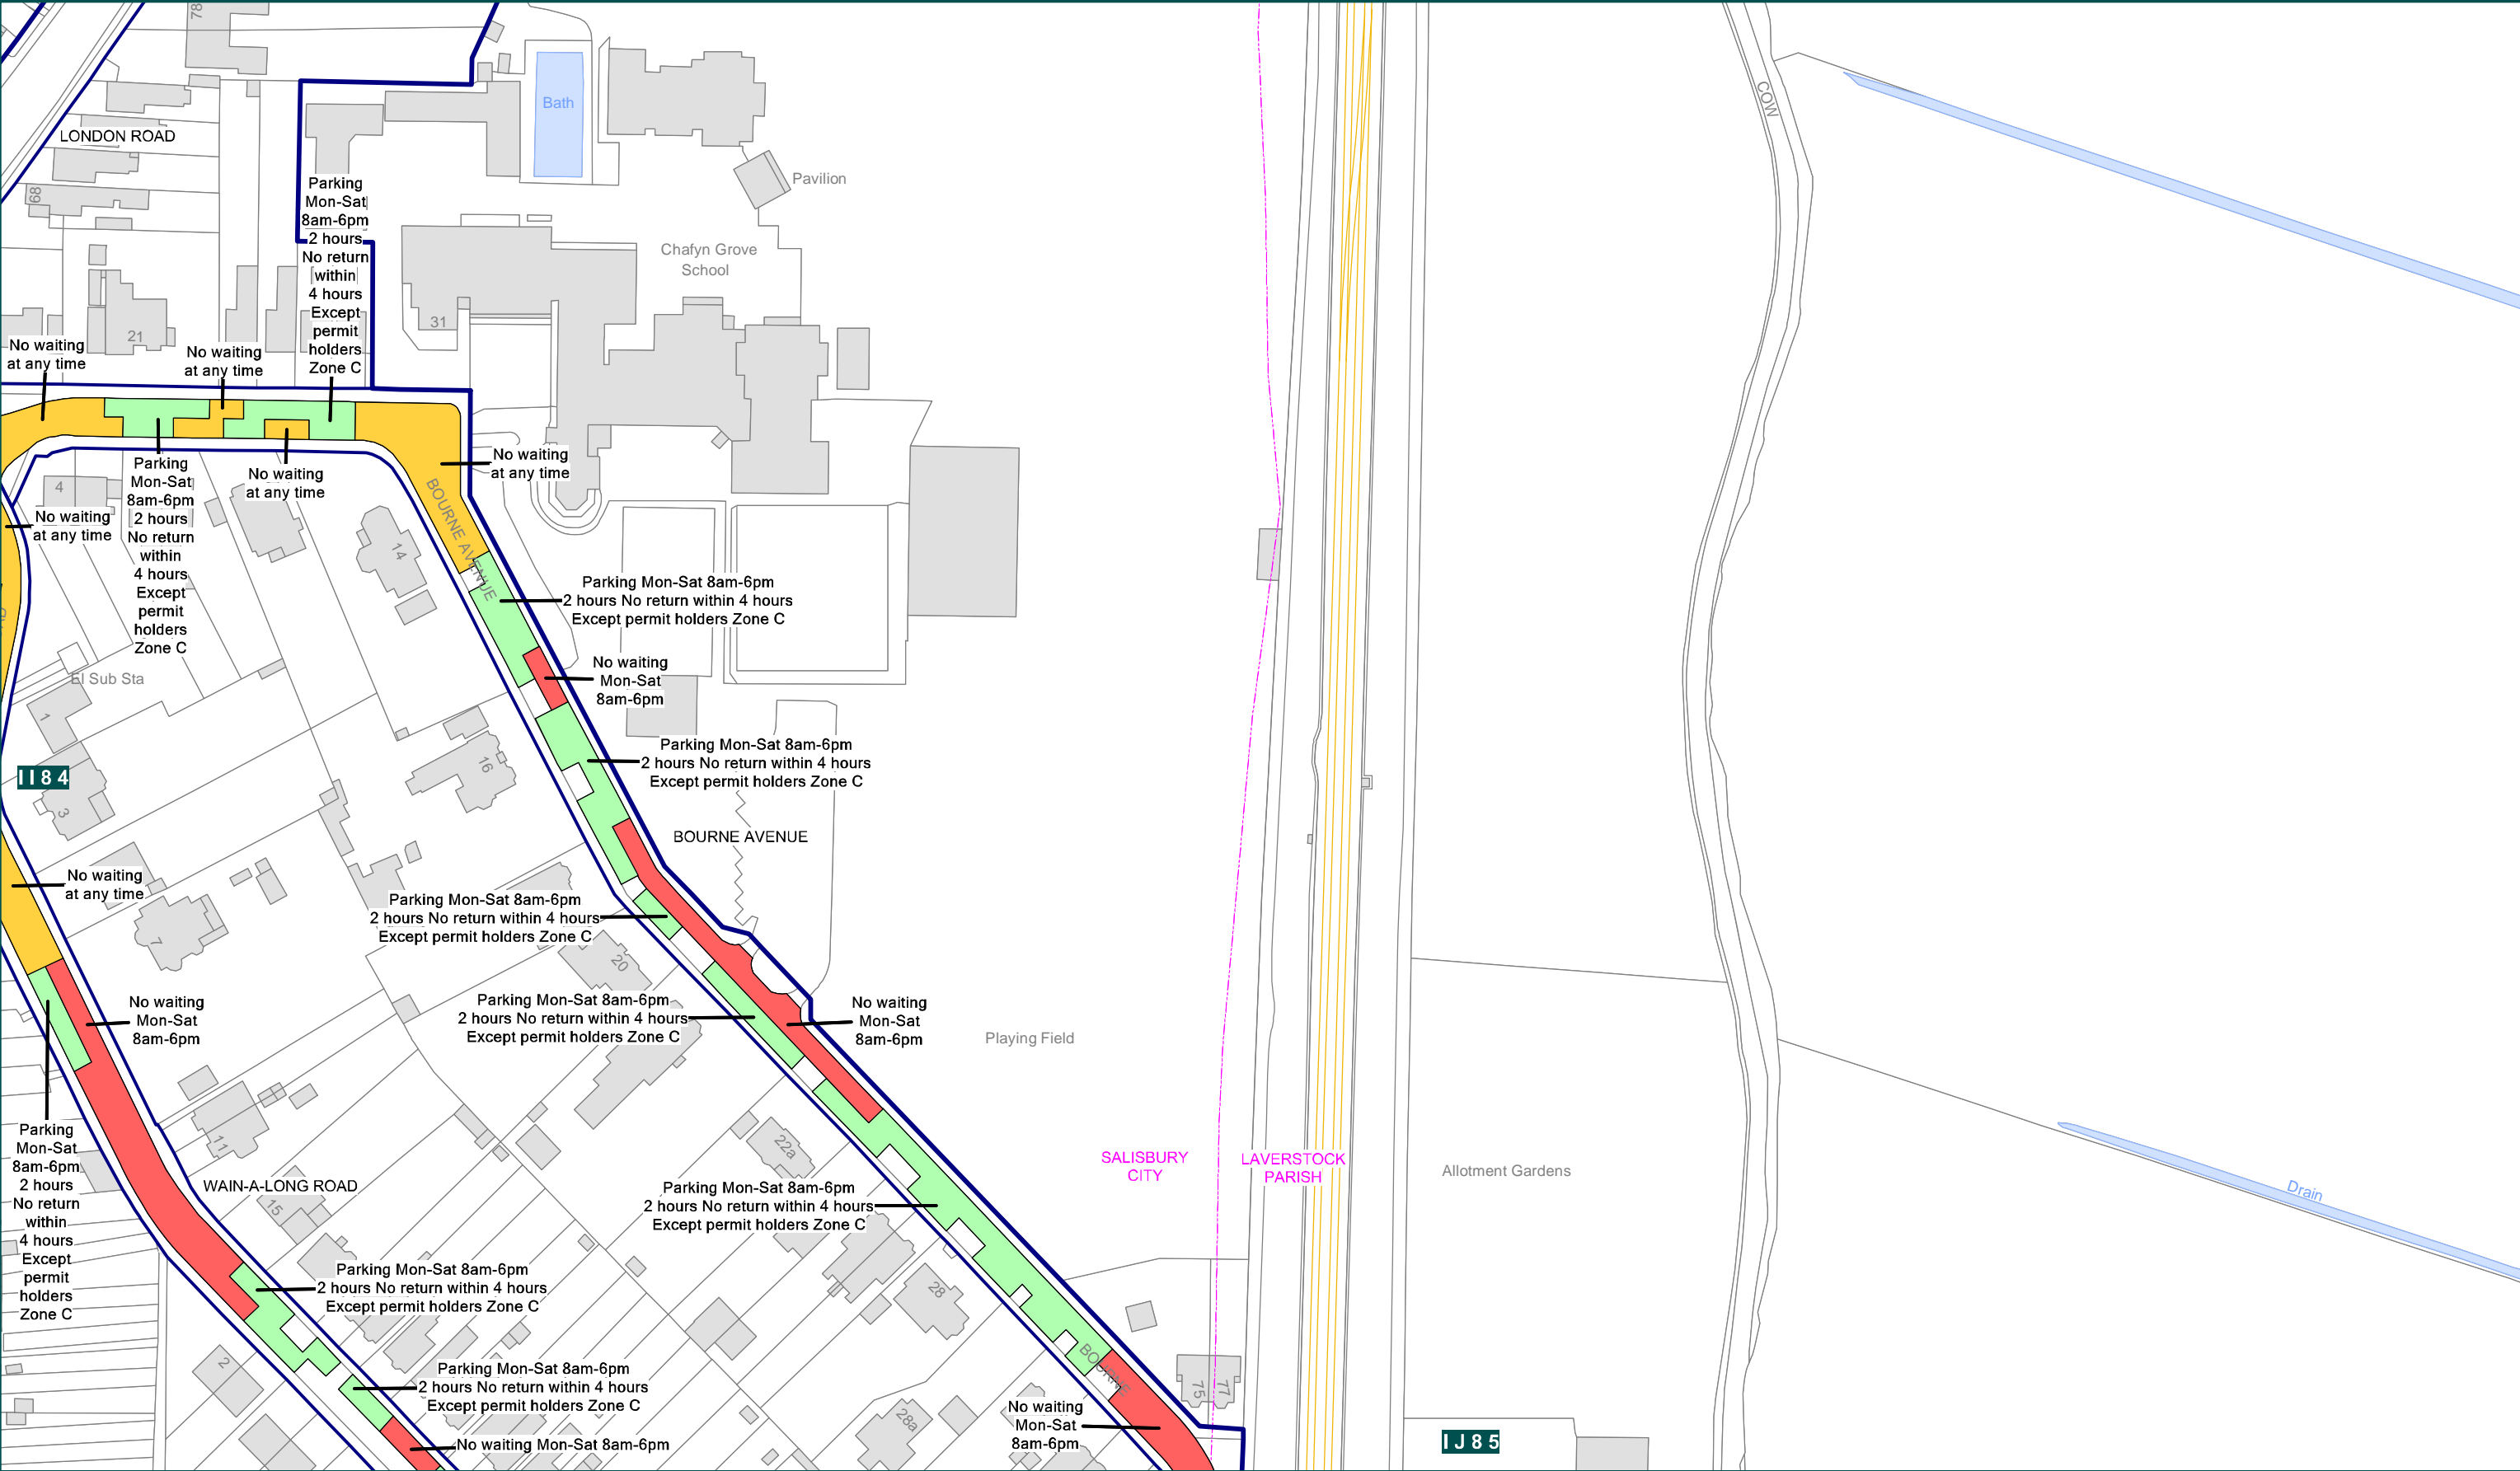 78
COW
Bath
LONDON ROAD
Pavilion
68
Parking
Mon-Sat
8am-6pm
2 hours
No return
within
4 hours
Except
permit
holders
Zone C
Chafyn Grove
School
31
21
No waiting
at any time
No waiting
at any time
No waiting
at any time
Parking
Mon-Sat
8am-6pm
2 hours
No return
within
4 hours
Except
permit
holders
Zone C
No waiting
at any time
4
No waiting
at any time
BOURNE AVENUE
14
Parking Mon-Sat 8am-6pm
2 hours No return within 4 hours
Except permit holders Zone C
No waiting
Mon-Sat
8am-6pm
El Sub Sta
1
Parking Mon-Sat 8am-6pm
2 hours No return within 4 hours
Except permit holders Zone C
16
II84
3
BOURNE AVENUE
No waiting
at any time
Parking Mon-Sat 8am-6pm
2 hours No return within 4 hours
Except permit holders Zone C
7
20
Parking Mon-Sat 8am-6pm
2 hours No return within 4 hours
Except permit holders Zone C
No waiting
Mon-Sat
8am-6pm
No waiting
Mon-Sat
8am-6pm
Playing Field
Parking
Mon-Sat
8am-6pm
2 hours
No return
within
4 hours
Except
permit
holders
Zone C
11
22a
SALISBURY
CITY
LAVERSTOCK
PARISH
Allotment Gardens
Drain
WAIN-A-LONG ROAD
15
Parking Mon-Sat 8am-6pm
2 hours No return within 4 hours
Except permit holders Zone C
Parking Mon-Sat 8am-6pm
2 hours No return within 4 hours
Except permit holders Zone C
28
2
BOURNE
75
77
Parking Mon-Sat 8am-6pm
2 hours No return within 4 hours
Except permit holders Zone C
28a
No waiting
Mon-Sat
8am-6pm
No waiting Mon-Sat 8am-6pm
IJ85